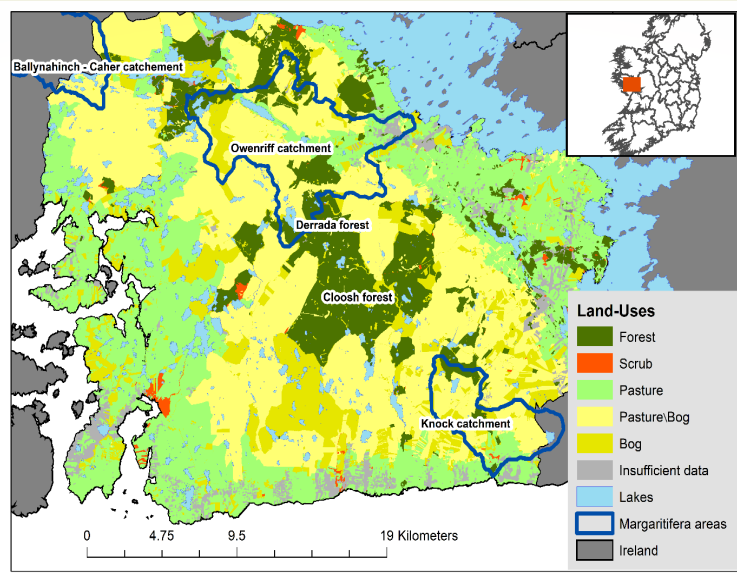 Ballynahinch - Caher catchement
Owenriff catchment
Derrada forest
Cloosh forest
Knock catchment
0 4.75 9.5 19 Kilometers
Land-Uses
Forest
Scrub
Pasture
Pasture\Bog
Bog
Insufficient data
Lakes
Margaritifera areas
Ireland